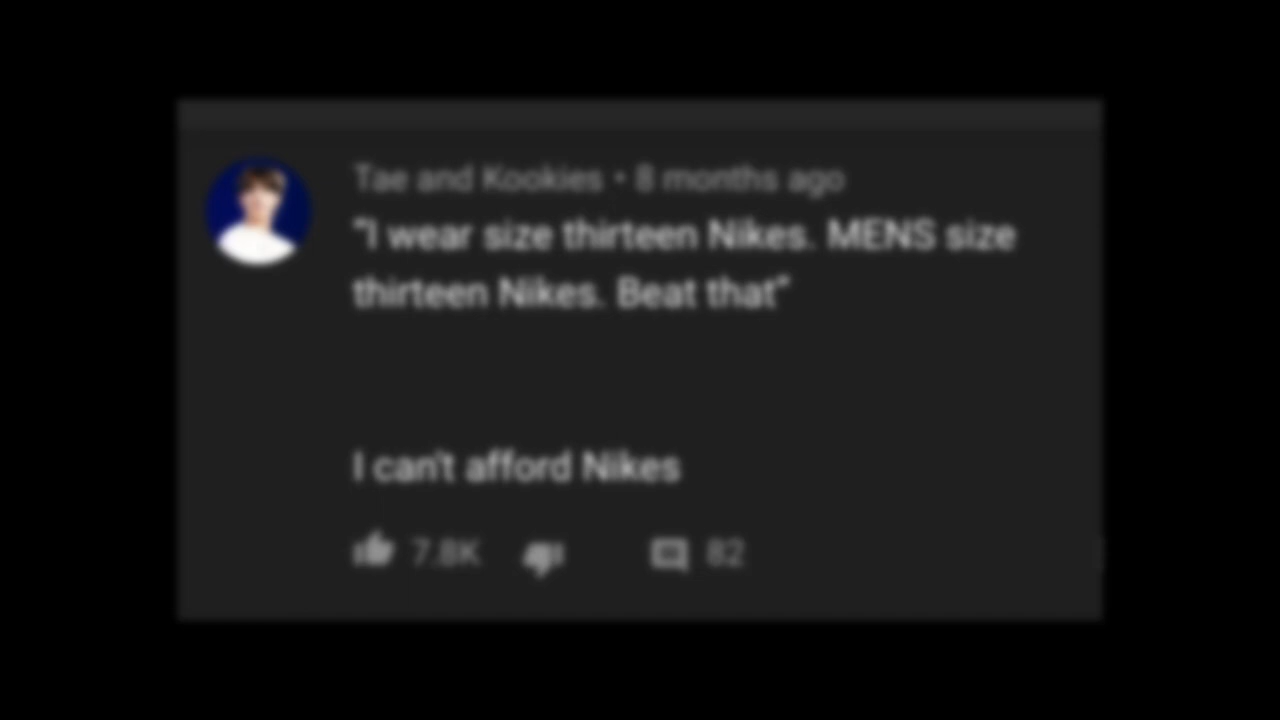 Tae and Kookies • 8 months ago
“I wear size thirteen Nikes. MENS size
thirteen Nikes. Beat that”
I can't afford Nikes
7.8K 82